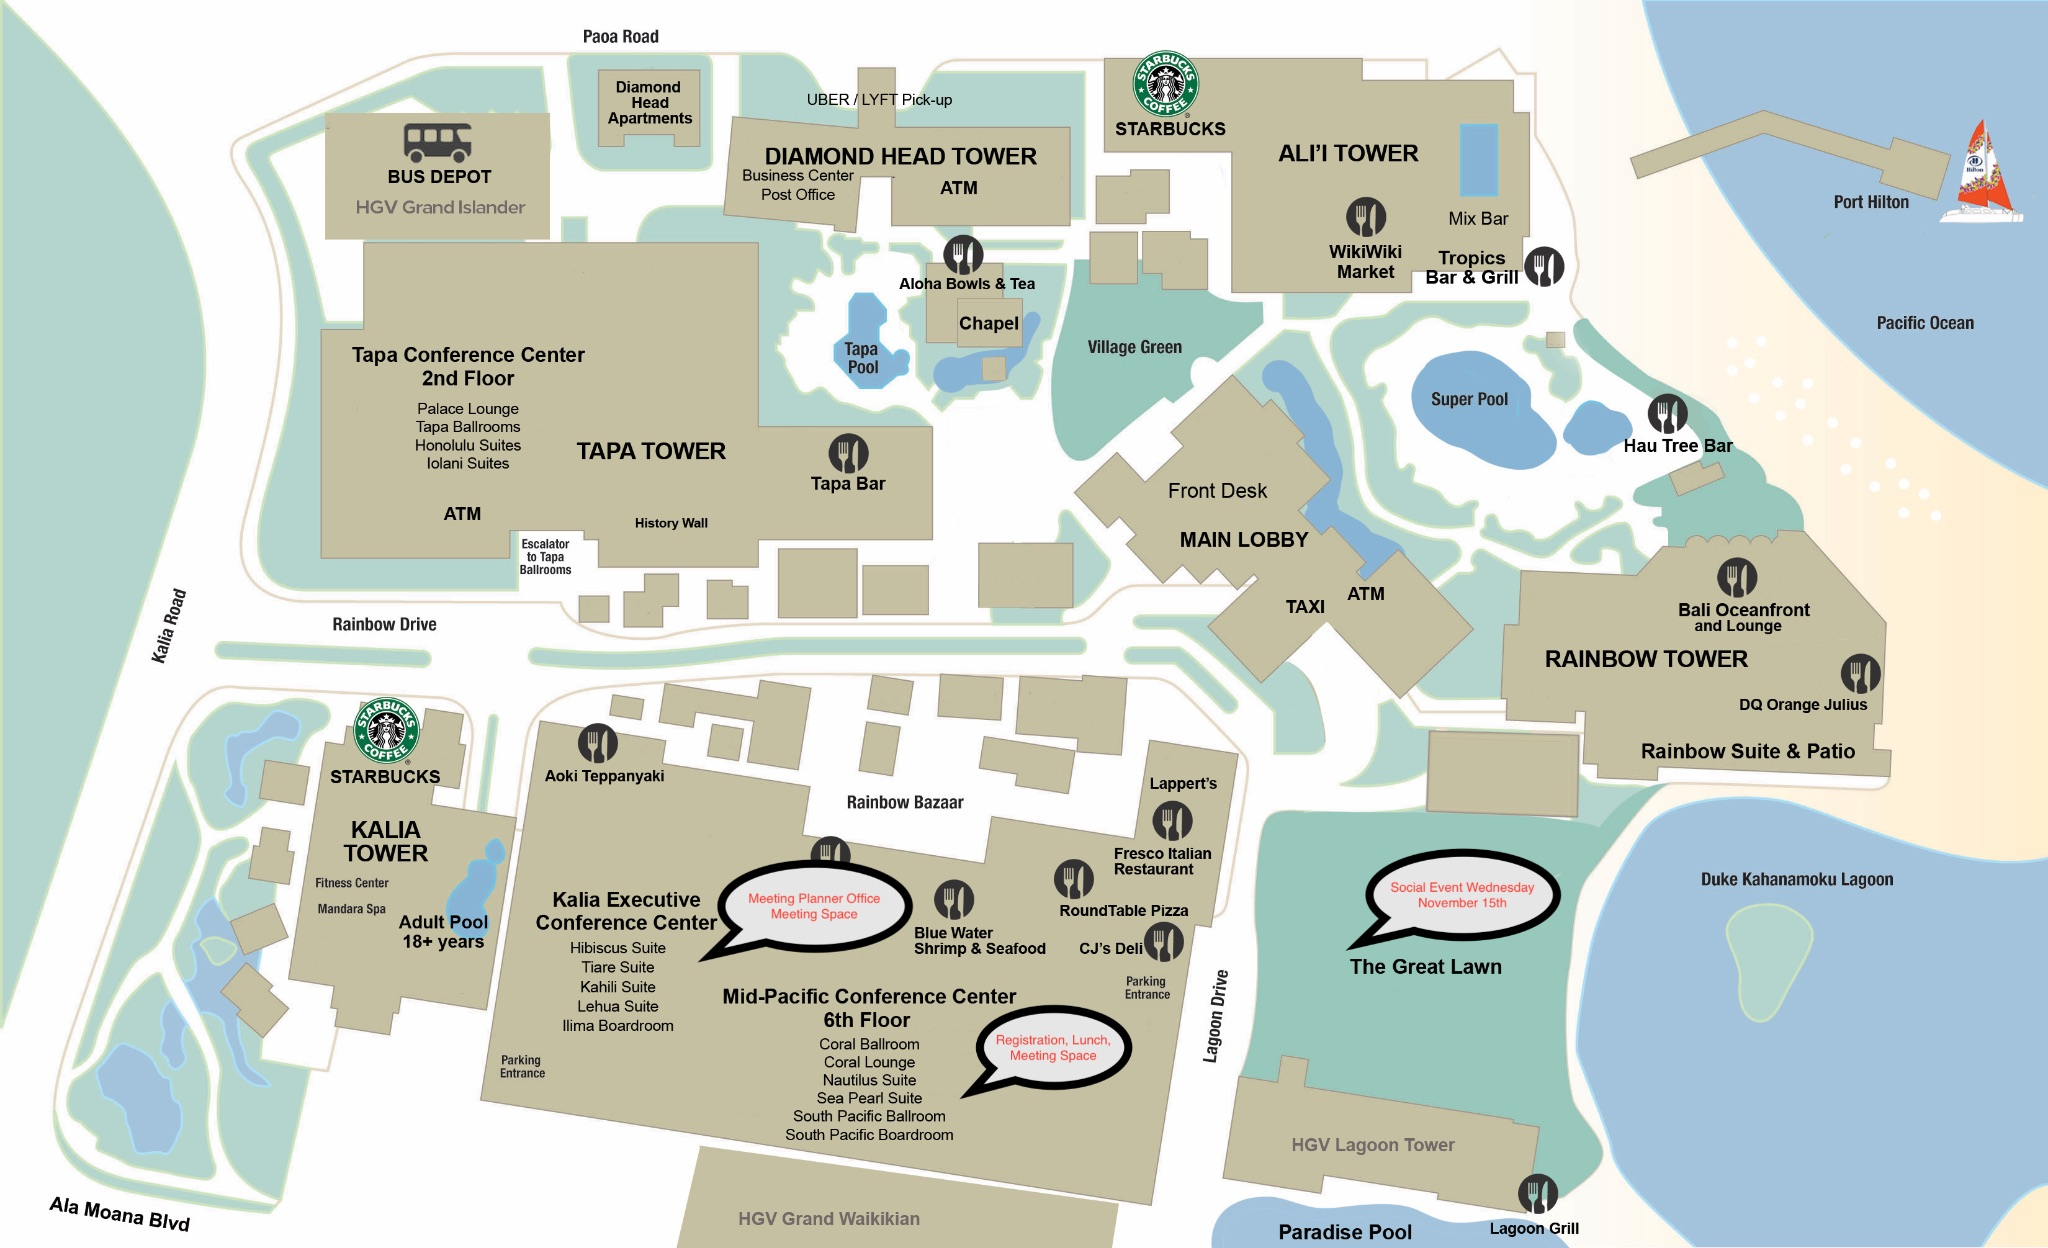 Paoa Road
Diamond
Head
Apartments
UBER / LYFT Pick-up
STARBUCKS
COFFEE
®
STARBUCKS
BUS DEPOT
HGV Grand Islander
DIAMOND HEAD TOWER
Business Center
Post Office
ATM
ALI'I TOWER
Mix Bar
WikiWiki
Market
Tropics
Bar & Grill
Port Hilton
Hilton
Pacific Ocean
Aloha Bowls & Tea
Chapel
Tapa
Pool
Village Green
Super Pool
Hau Tree Bar
Tapa Conference Center
2nd Floor
Palace Lounge
Tapa Ballrooms
Honolulu Suites
Iolani Suites
TAPA TOWER
Tapa Bar
ATM
History Wall
Escalator
to Tapa
Ballrooms
Front Desk
MAIN LOBBY
TAXI
ATM
Bali Oceanfront
and Lounge
RAINBOW TOWER
DQ Orange Julius
Rainbow Suite & Patio
Kalia Road
Rainbow Drive
STARBUCKS
COFFEE
®
STARBUCKS
KALIA
TOWER
Fitness Center
Mandara Spa
Adult Pool
18+ years
Aoki Teppanyaki
Rainbow Bazaar
Lappert's
Fresco Italian
Restaurant
RoundTable Pizza
CJ's Deli
Parking
Entrance
Blue Water
Shrimp & Seafood
Kalia Executive
Conference Center
Hibiscus Suite
Tiare Suite
Kahili Suite
Lehua Suite
Ilima Boardroom
Meeting Planner Office
Meeting Space
Parking
Entrance
Mid-Pacific Conference Center
6th Floor
Coral Ballroom
Coral Lounge
Nautilus Suite
Sea Pearl Suite
South Pacific Ballroom
South Pacific Boardroom
Registration, Lunch,
Meeting Space
Lagoon Drive
Social Event Wednesday
November 15th
The Great Lawn
Duke Kahanamoku Lagoon
HGV Lagoon Tower
Lagoon Grill
Paradise Pool
HGV Grand Waikikian
Ala Moana Blvd